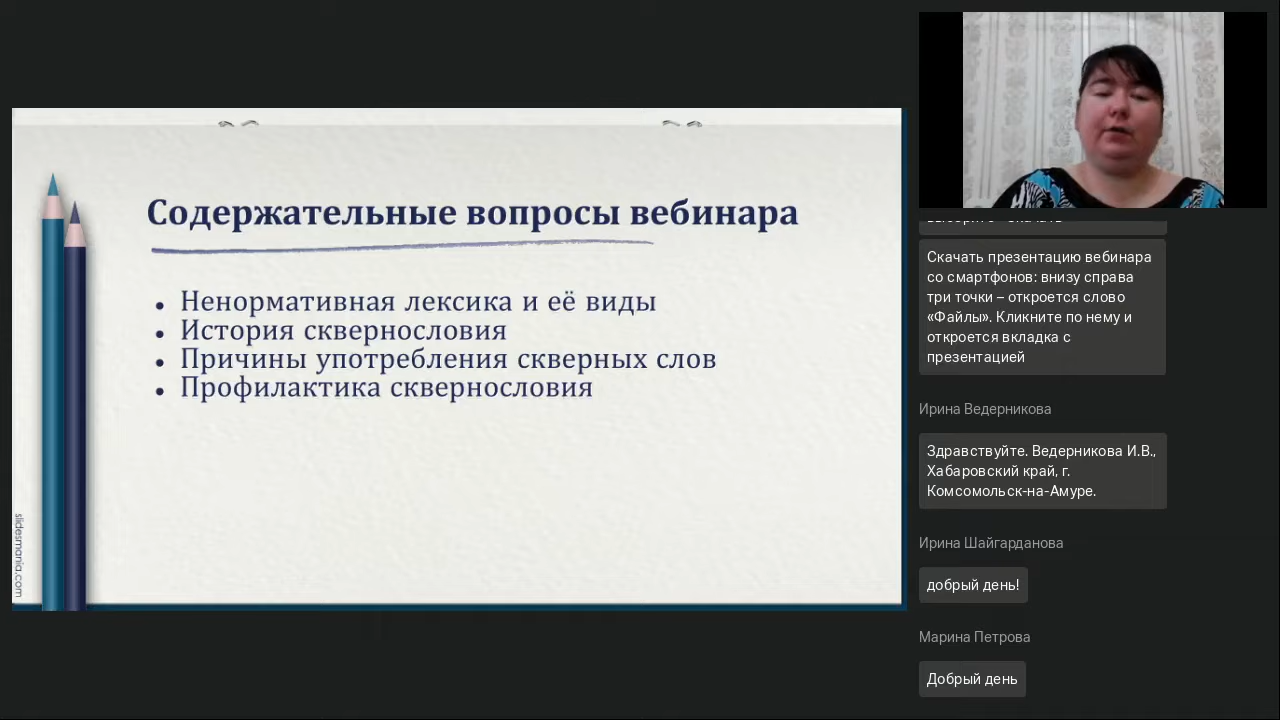 Содержательные вопросы вебинара
• Ненормативная лексика и её виды
• История сквернословия
• Причины употребления скверных слов
• Профилактика сквернословия
slidesmania.com
Скачать презентацию вебинара
со смартфонов: внизу справа
три точки – откроется слово
«Файлы». Кликните по нему и
откроется вкладка с
презентацией
Ирина Ведерникова
Здравствуйте. Ведерникова И.В.,
Хабаровский край, г.
Комсомольск-на-Амуре.
Ирина Шайгарданова
добрый день!
Марина Петрова
Добрый день